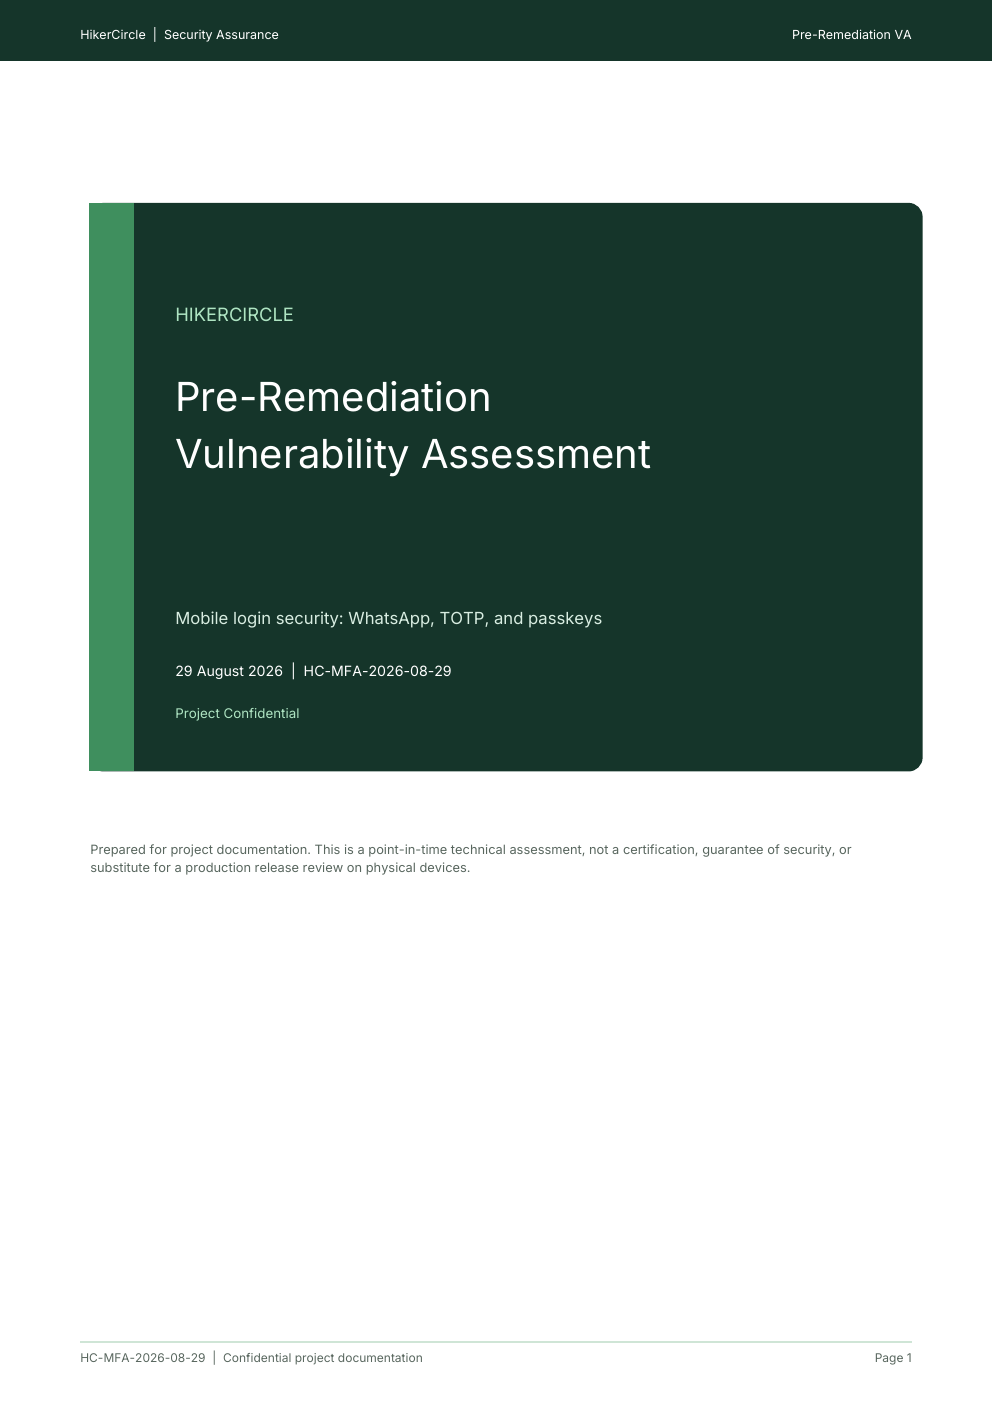 HikerCircle | Security Assurance
Pre-Remediation VA
HIKERCIRCLE
Pre-Remediation
Vulnerability Assessment
Mobile login security: WhatsApp, TOTP, and passkeys
29 August 2026 | HC-MFA-2026-08-29
Project Confidential
Prepared for project documentation. This is a point-in-time technical assessment, not a certification, guarantee of security, or
substitute for a production release review on physical devices.
HC-MFA-2026-08-29 | Confidential project documentation
Page 1